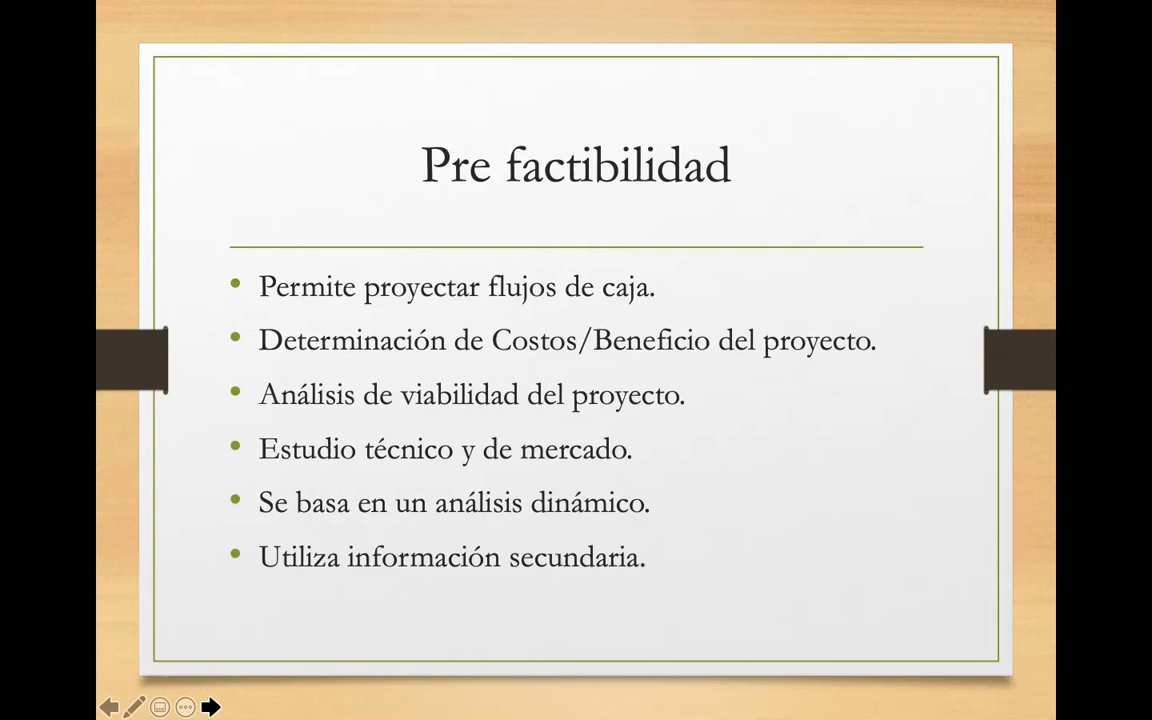 Pre factibilidad
• Permite proyectar flujos de caja.
• Determinación de Costos/Beneficio del proyecto.
• Análisis de viabilidad del proyecto.
• Estudio técnico y de mercado.
• Se basa en un análisis dinámico.
• Utiliza información secundaria.